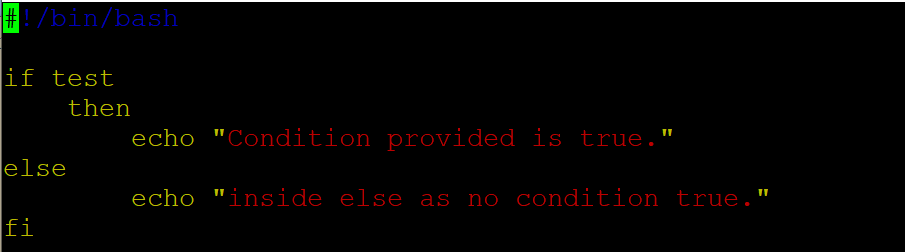 #!/bin/bash
if test
then
echo "Condition provided is true."
else
echo "inside else as no condition true."
fi